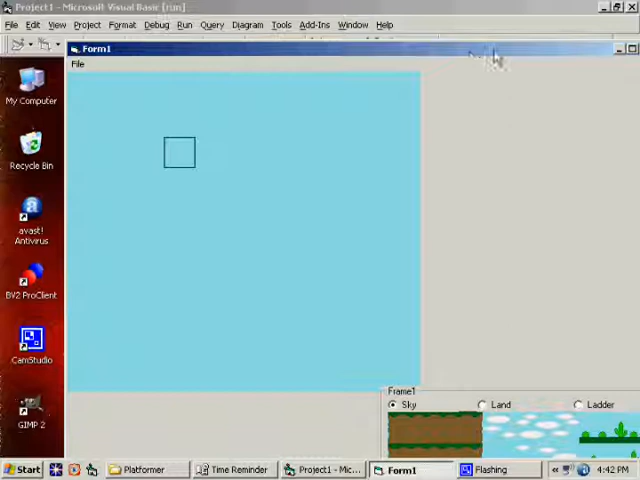 Project1 - Microsoft Visual Basic [run]
File Edit View Project Format Debug Run Query Diagram Tools Add-Ins Window Help
Form1
File
My Computer
Recycle Bin
avast!
Antivirus
BV2 ProClient
CamStudio
GIMP 2
Frame1
Sky Land Ladder
Start Platformer Time Reminder Project1 - Mic... Form1 Flashing « 4:42 PM